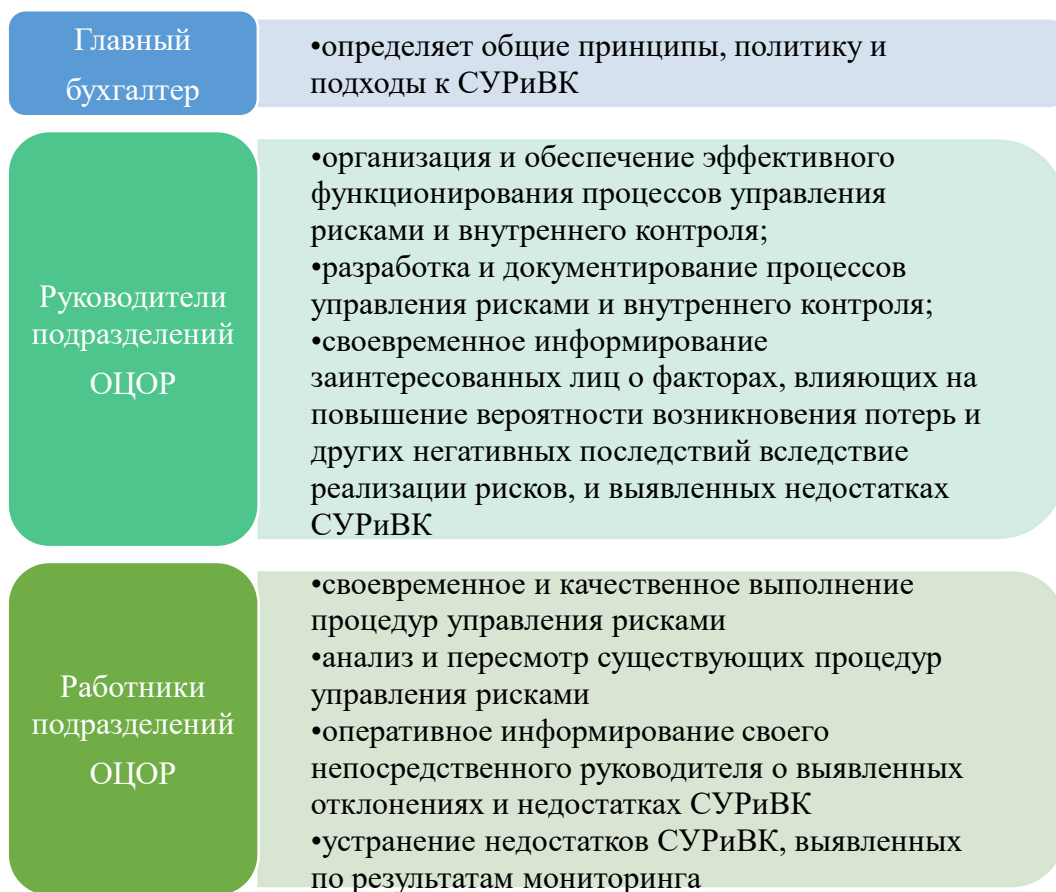 Главный
бухгалтер
•определяет общие принципы, политику и
подходы к СУРиВК
Руководители
подразделений
ОЦОР
•организация и обеспечение эффективного
функционирования процессов управления
рисками и внутреннего контроля;
•разработка и документирование процессов
управления рисками и внутреннего контроля;
•своевременное информирование
заинтересованных лиц о факторах, влияющих на
повышение вероятности возникновения потерь и
других негативных последствий вследствие
реализации рисков, и выявленных недостатках
СУРиВК
Работники
подразделений
ОЦОР
•своевременное и качественное выполнение
процедур управления рисками
•анализ и пересмотр существующих процедур
управления рисками
•оперативное информирование своего
непосредственного руководителя о выявленных
отклонениях и недостатках СУРиВК
•устранение недостатков СУРиВК, выявленных
по результатам мониторинга